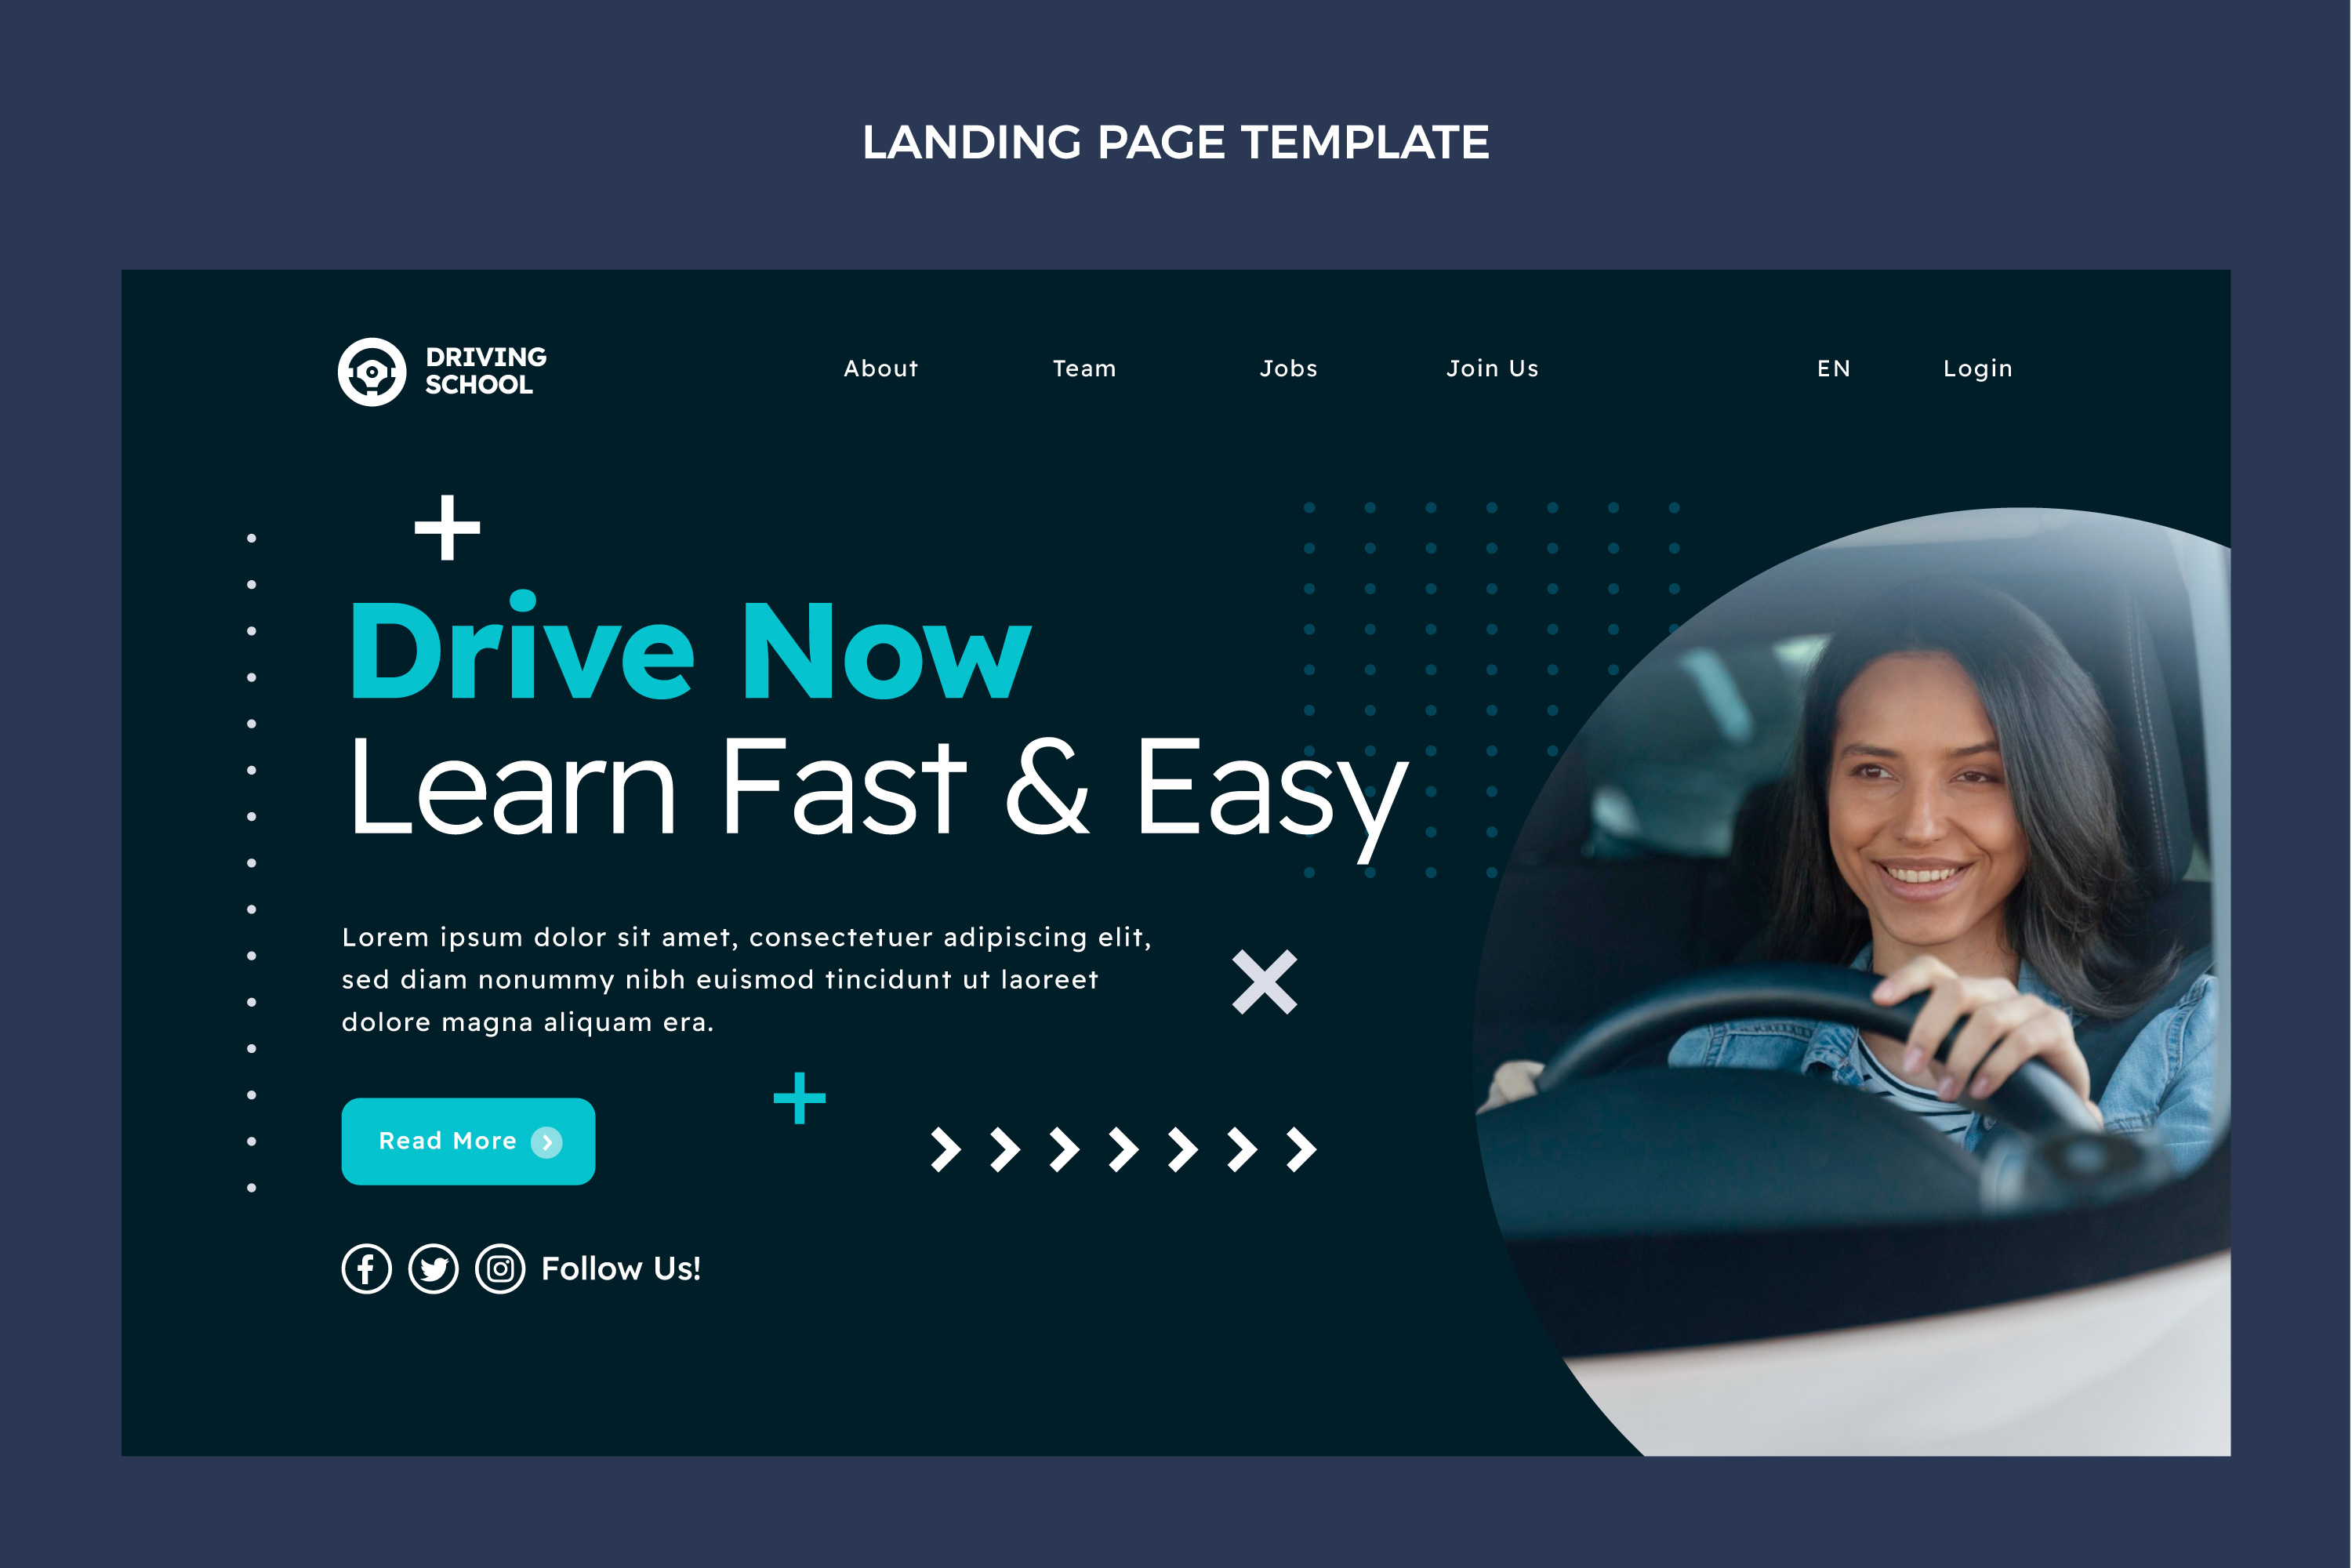 LANDING PAGE TEMPLATE
DRIVING
SCHOOL
About
Team
Jobs
Join Us
EN
Login
Drive Now
Learn Fast & Easy
Lorem ipsum dolor sit amet, consectetuer adipiscing elit,
sed diam nonummy nibh euismod tincidunt ut laoreet
dolore magna aliquam era.
Read More
Follow Us!